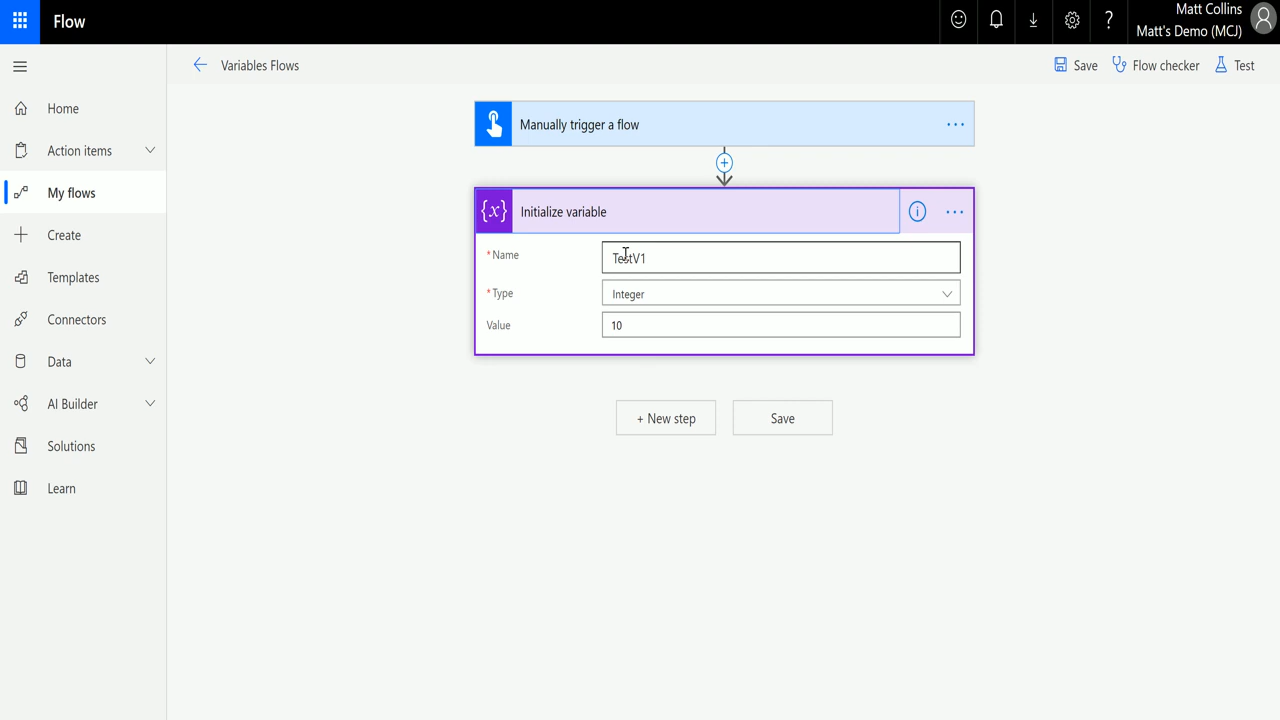 Flow
?
Matt Collins
Matt's Demo (MCJ)
Variables Flows
Save
Flow checker
Test
Home
Action items
My flows
Create
Templates
Connectors
Data
AI Builder
Solutions
Learn
Manually trigger a flow
...
+
{x}
Initialize variable
i
...
*Name
TestV1
*Type
Integer
Value
10
+ New step
Save